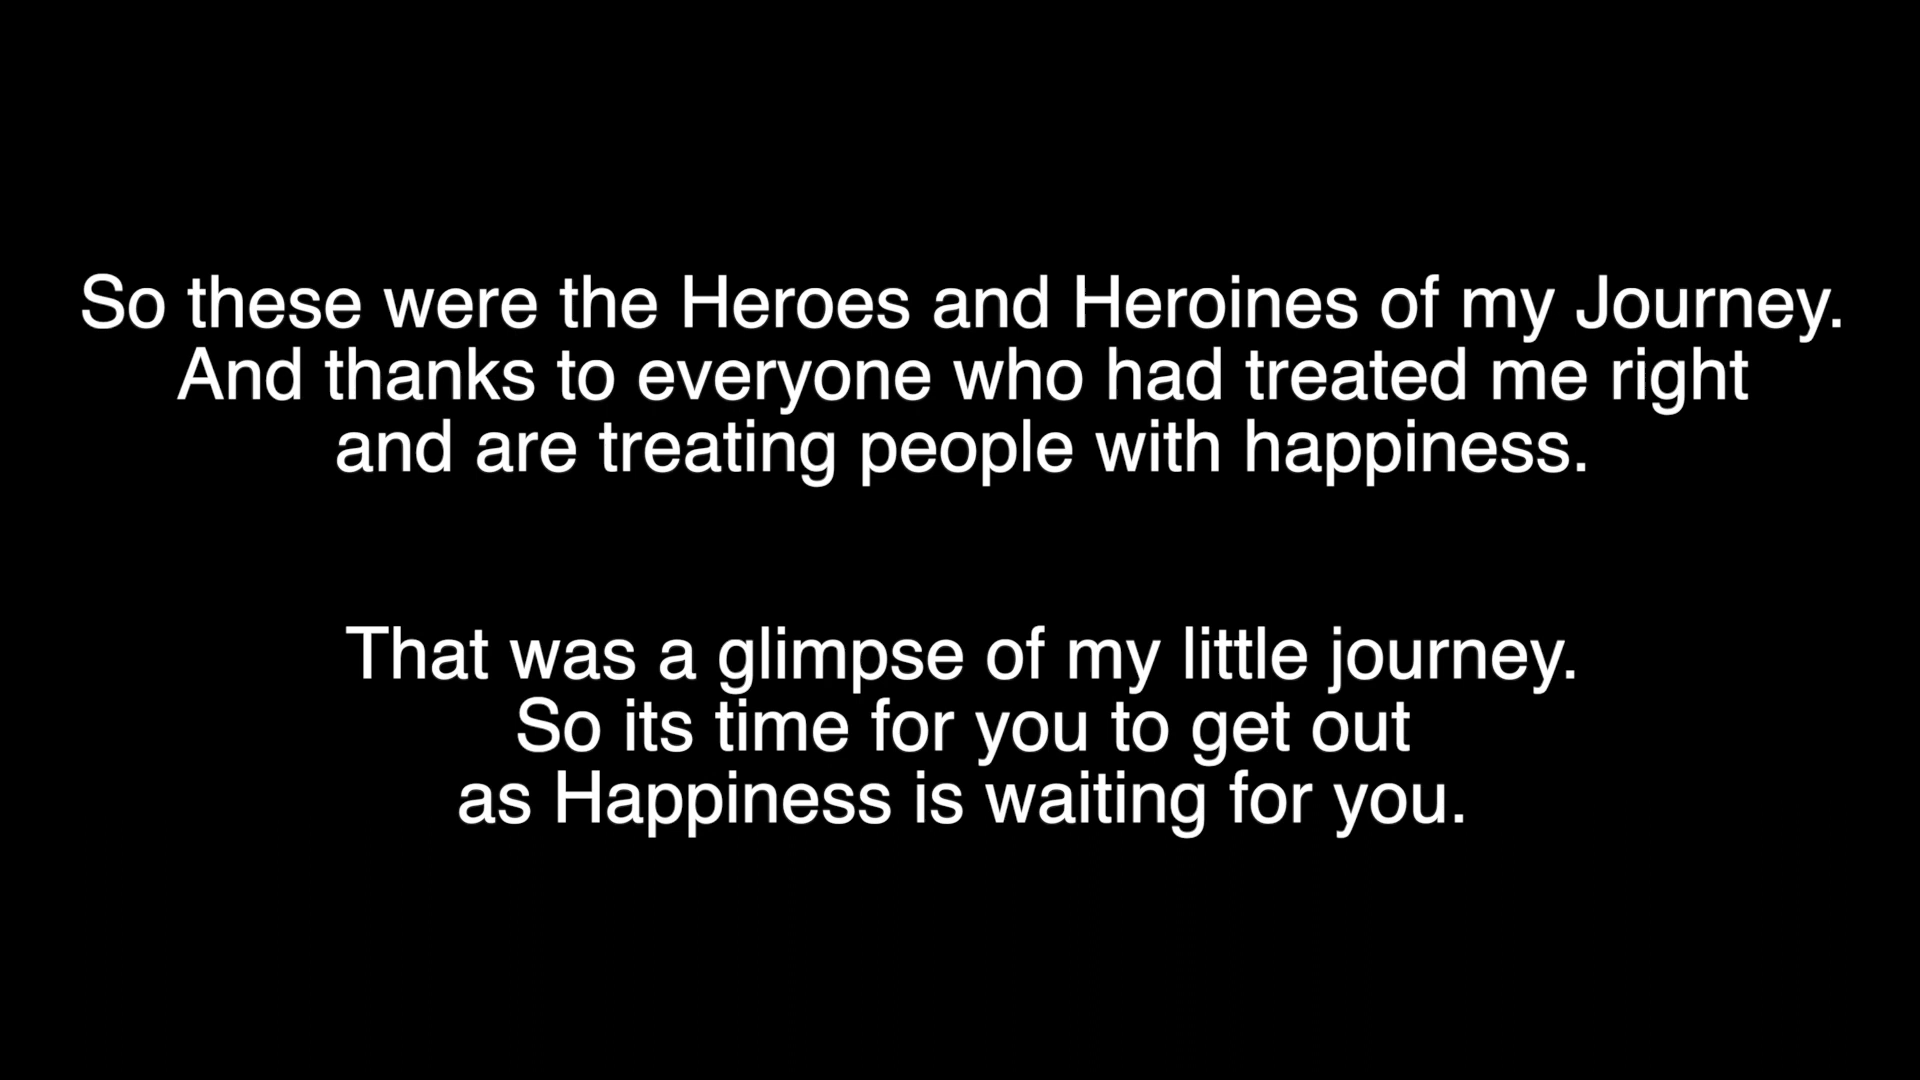 So these were the Heroes and Heroines of my Journey.
And thanks to everyone who had treated me right
and are treating people with happiness.
That was a glimpse of my little journey.
So its time for you to get out
as Happiness is waiting for you.